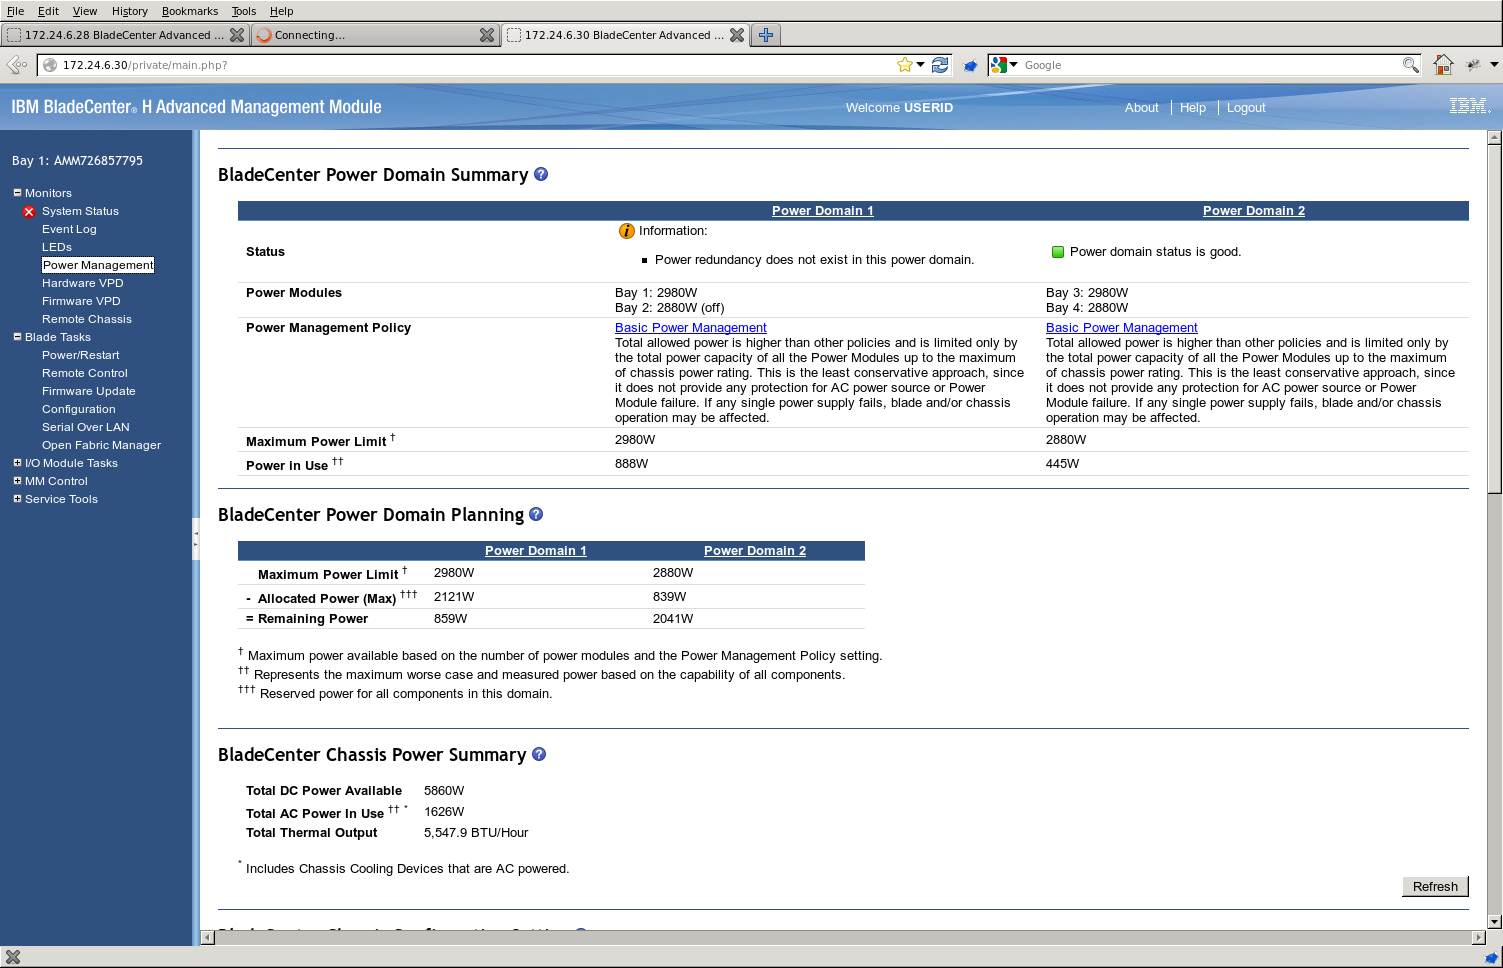 File Edit View History Bookmarks Tools Help
172.24.6.28 BladeCenter Advanced ... Connecting... 172.24.6.30 BladeCenter Advanced ...
172.24.6.30/private/main.php? Google
IBM BladeCenter® H Advanced Management Module Welcome USERID About Help Logout IBM.
Bay 1: AMM726857795
Monitors
System Status
Event Log
LEDs
Power Management
Hardware VPD
Firmware VPD
Remote Chassis
Blade Tasks
Power/Restart
Remote Control
Firmware Update
Configuration
Serial Over LAN
Open Fabric Manager
I/O Module Tasks
MM Control
Service Tools
BladeCenter Power Domain Summary ?
Power Domain 1 Power Domain 2
Status
i Information:
▪ Power redundancy does not exist in this power domain.
Power domain status is good.
Power Modules
Bay 1: 2980W
Bay 2: 2880W (off)
Bay 3: 2980W
Bay 4: 2880W
Power Management Policy
Basic Power Management
Total allowed power is higher than other policies and is limited only by
the total power capacity of all the Power Modules up to the maximum
of chassis power rating. This is the least conservative approach, since
it does not provide any protection for AC power source or Power
Module failure. If any single power supply fails, blade and/or chassis
operation may be affected.
Basic Power Management
Total allowed power is higher than other policies and is limited only by
the total power capacity of all the Power Modules up to the maximum
of chassis power rating. This is the least conservative approach, since
it does not provide any protection for AC power source or Power
Module failure. If any single power supply fails, blade and/or chassis
operation may be affected.
Maximum Power Limit † 2980W 2880W
Power in Use †† 888W 445W
BladeCenter Power Domain Planning ?
Power Domain 1 Power Domain 2
Maximum Power Limit † 2980W 2880W
- Allocated Power (Max) ††† 2121W 839W
= Remaining Power 859W 2041W
† Maximum power available based on the number of power modules and the Power Management Policy setting.
†† Represents the maximum worse case and measured power based on the capability of all components.
††† Reserved power for all components in this domain.
BladeCenter Chassis Power Summary ?
Total DC Power Available 5860W
Total AC Power In Use †† * 1626W
Total Thermal Output 5,547.9 BTU/Hour
* Includes Chassis Cooling Devices that are AC powered.
Refresh